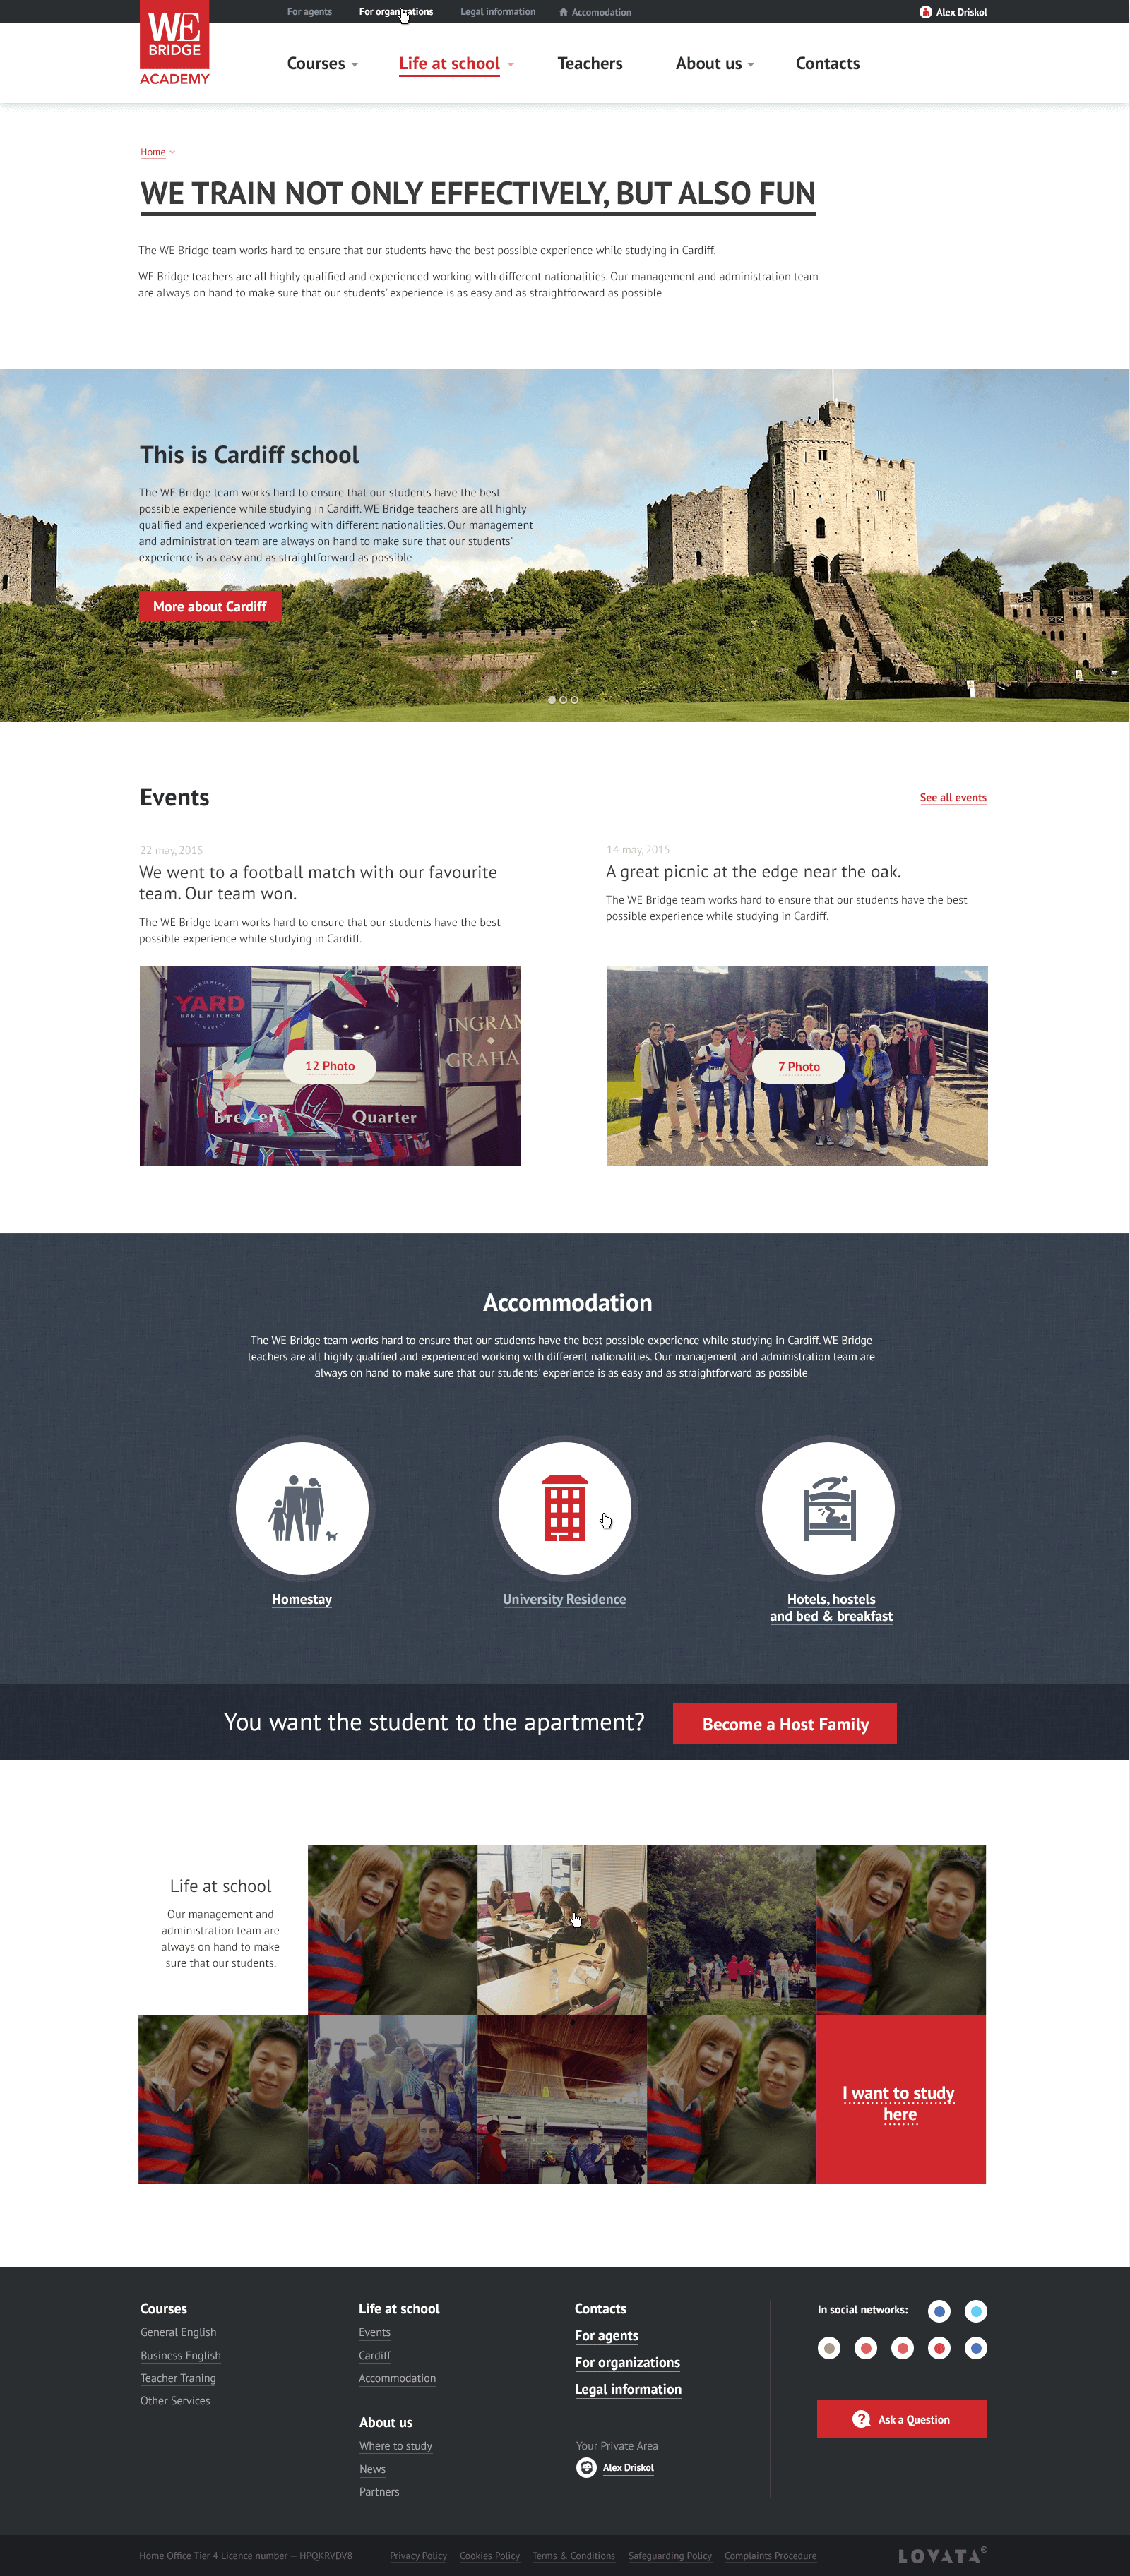 WE
BRIDGE
ACADEMY
For agents
For organizations
Legal information
Accomodation
Alex Driskol
Courses
Life at school
Teachers
About us
Contacts
Home
WE TRAIN NOT ONLY EFFECTIVELY, BUT ALSO FUN
The WE Bridge team works hard to ensure that our students have the best possible experience while studying in Cardiff.
WE Bridge teachers are all highly qualified and experienced working with different nationalities. Our management and administration team
are always on hand to make sure that our students' experience is as easy and as straightforward as possible
This is Cardiff school
The WE Bridge team works hard to ensure that our students have the best
possible experience while studying in Cardiff. WE Bridge teachers are all highly
qualified and experienced working with different nationalities. Our management
and administration team are always on hand to make sure that our students'
experience is as easy and as straightforward as possible
More about Cardiff
Events
See all events
22 may, 2015
We went to a football match with our favourite
team. Our team won.
The WE Bridge team works hard to ensure that our students have the best
possible experience while studying in Cardiff.
YARD
BAR & KITCHEN
INGRAM
GRAHA
12 Photo
Quarter
14 may, 2015
A great picnic at the edge near the oak.
The WE Bridge team works hard to ensure that our students have the best
possible experience while studying in Cardiff.
7 Photo
Accommodation
The WE Bridge team works hard to ensure that our students have the best possible experience while studying in Cardiff. WE Bridge
teachers are all highly qualified and experienced working with different nationalities. Our management and administration team are
always on hand to make sure that our students' experience is as easy and as straightforward as possible
Homestay
University Residence
Hotels, hostels
and bed & breakfast
You want the student to the apartment?
Become a Host Family
Life at school
Our management and
administration team are
always on hand to make
sure that our students.
I want to study
here
Courses
General English
Business English
Teacher Traning
Other Services
Life at school
Events
Cardiff
Accommodation
About us
Where to study
News
Partners
Contacts
For agents
For organizations
Legal information
Your Private Area
Alex Driskol
In social networks:
Ask a Question
Home Office Tier 4 Licence number — HPQKRVDV8
Privacy Policy
Cookies Policy
Terms & Conditions
Safeguarding Policy
Complaints Procedure
LOVATA®